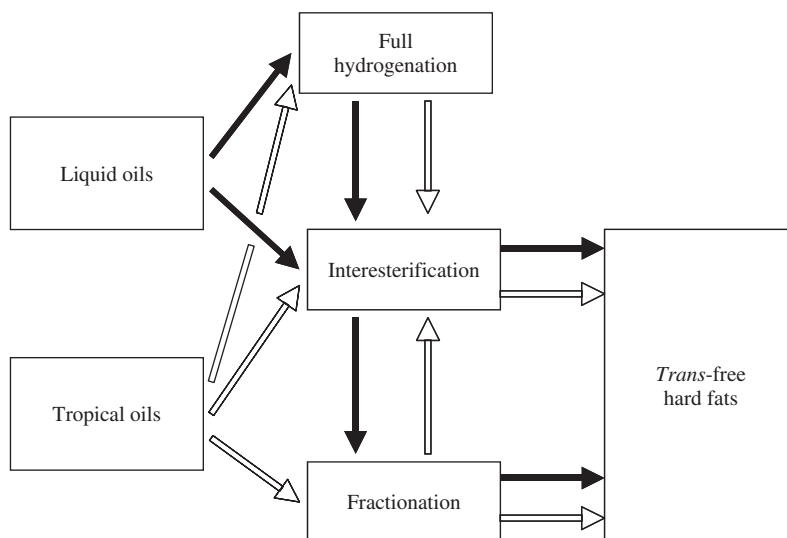 Full
hydrogenation
Liquid oils
Interesterification
Trans-free
hard fats
Tropical oils
Fractionation